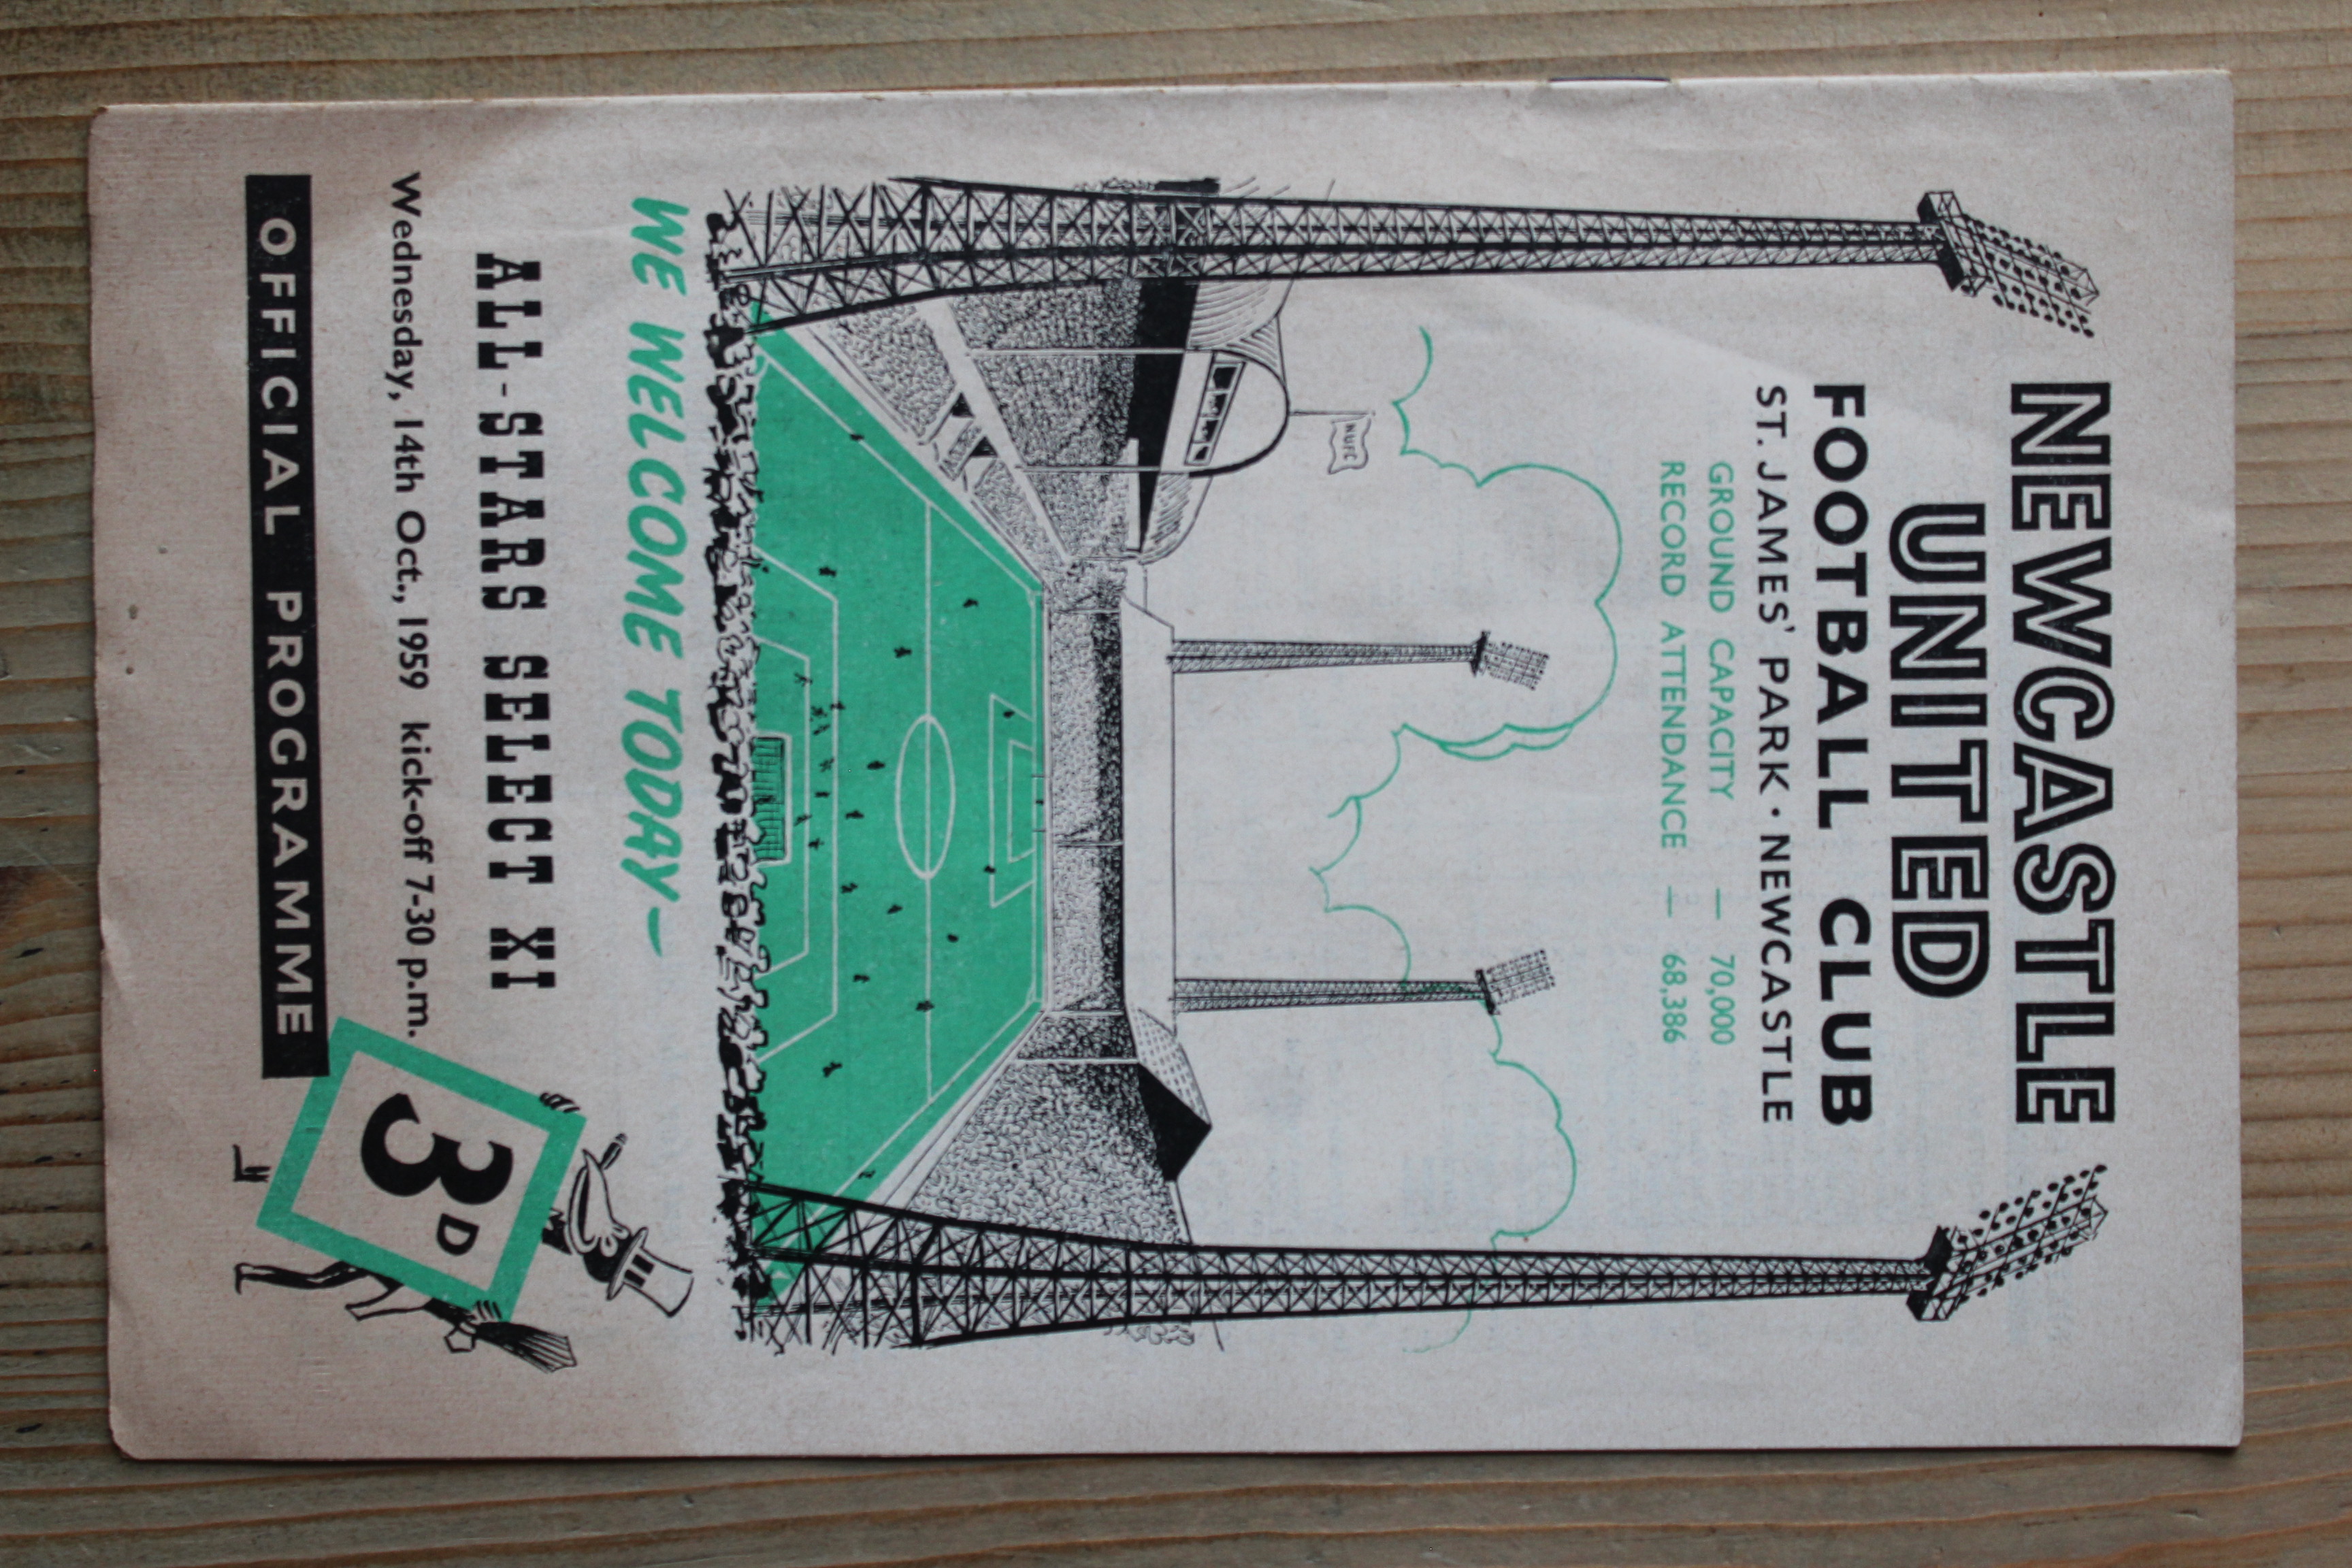 NEWCASTLE
UNITED
FOOTBALL CLUB
ST. JAMES' PARK · NEWCASTLE
GROUND CAPACITY — 70,000
RECORD ATTENDANCE — 68,386
NUFC
WE WELCOME TODAY—
ALL-STARS SELECT XI
Wednesday, 14th Oct., 1959 kick-off 7-30 p.m.
OFFICIAL PROGRAMME
3D